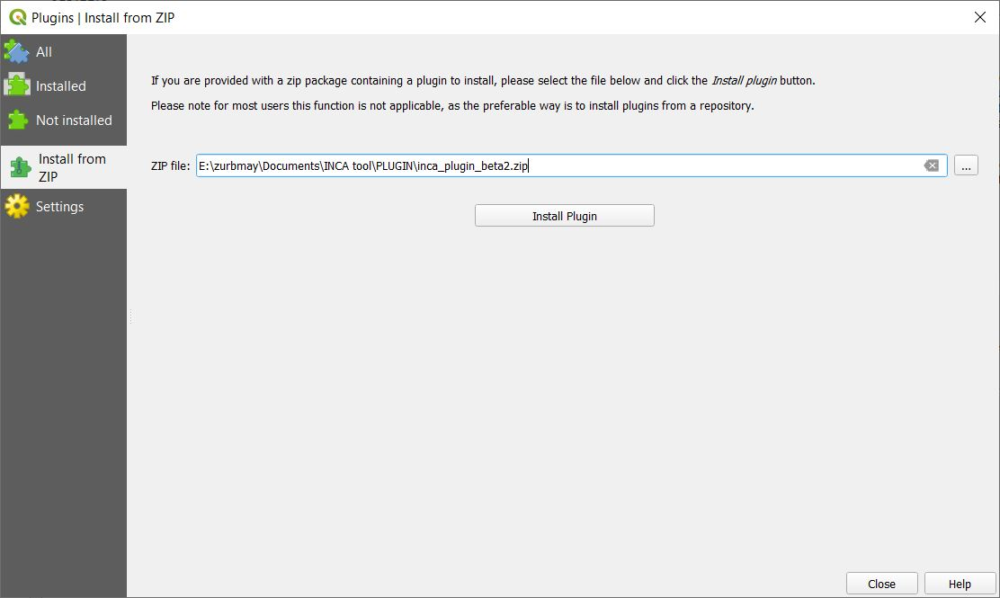 Plugins | Install from ZIP
All
Installed
Not installed
Install from
ZIP
Settings
If you are provided with a zip package containing a plugin to install, please select the file below and click the Install plugin button.
Please note for most users this function is not applicable, as the preferable way is to install plugins from a repository.
ZIP file: E:\zurbmay\Documents\INCA tool\PLUGIN\inca_plugin_beta2.zip ...
Install Plugin
Close Help